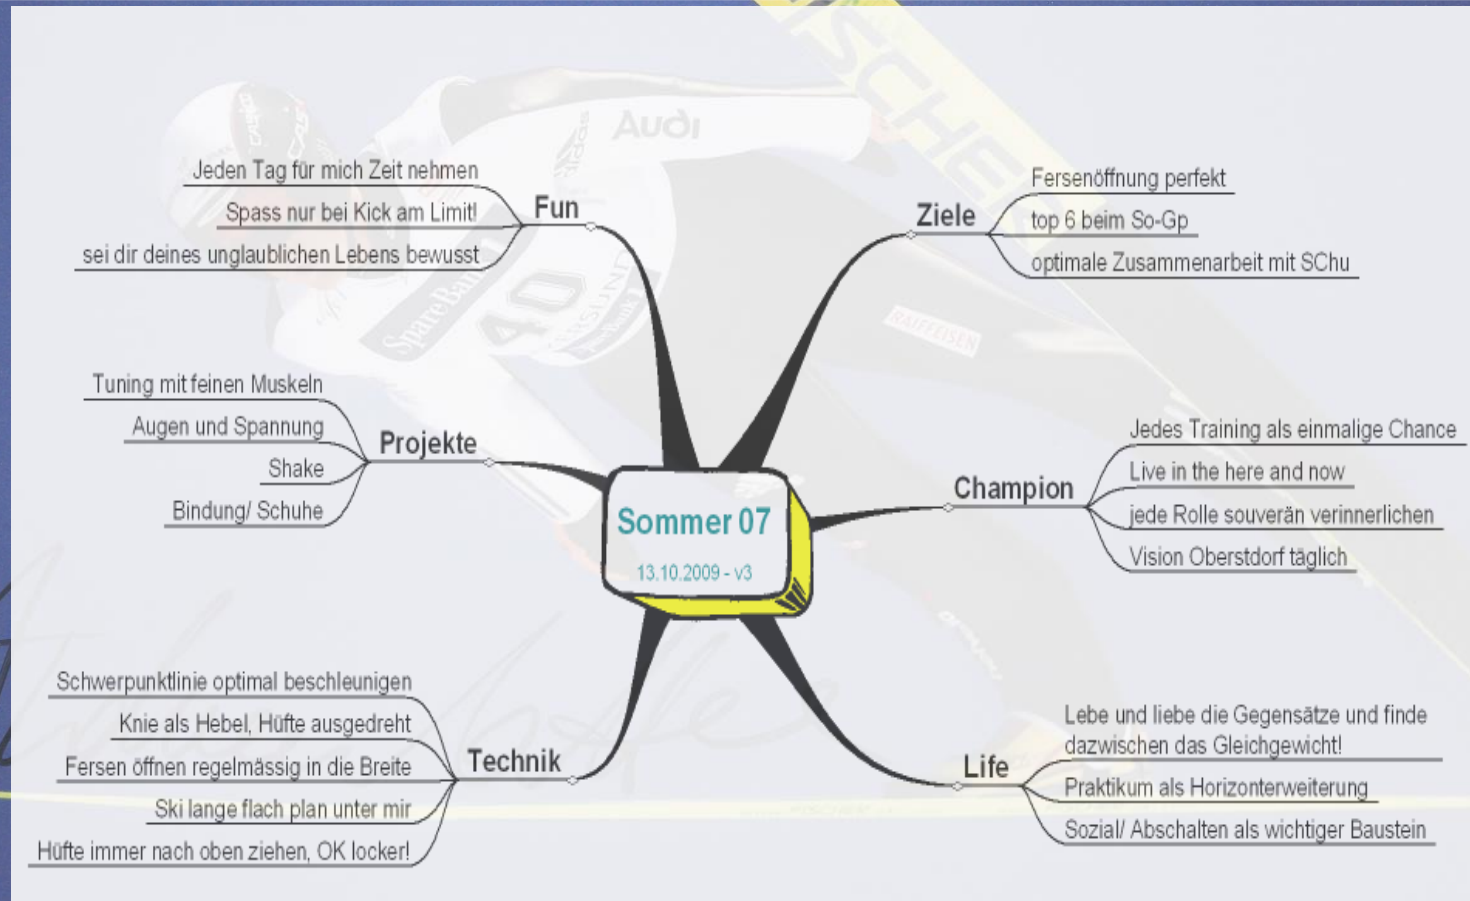 Fun
Jeden Tag für mich Zeit nehmen
Spass nur bei Kick am Limit!
sei dir deines unglaublichen Lebens bewusst
Projekte
Tuning mit feinen Muskeln
Augen und Spannung
Shake
Bindung/ Schuhe
Technik
Schwerpunktlinie optimal beschleunigen
Knie als Hebel, Hüfte ausgedreht
Fersen öffnen regelmässig in die Breite
Ski lange flach plan unter mir
Hüfte immer nach oben ziehen, OK locker!
Sommer 07
13.10.2009 - v3
Ziele
Fersenöffnung perfekt
top 6 beim So-Gp
optimale Zusammenarbeit mit SChu
Champion
Jedes Training als einmalige Chance
Live in the here and now
jede Rolle souverän verinnerlichen
Vision Oberstdorf täglich
Life
Lebe und liebe die Gegensätze und finde
dazwischen das Gleichgewicht!
Praktikum als Horizonterweiterung
Sozial/ Abschalten als wichtiger Baustein
Audi
adidas
40
RAIFFEISEN
FISCHER